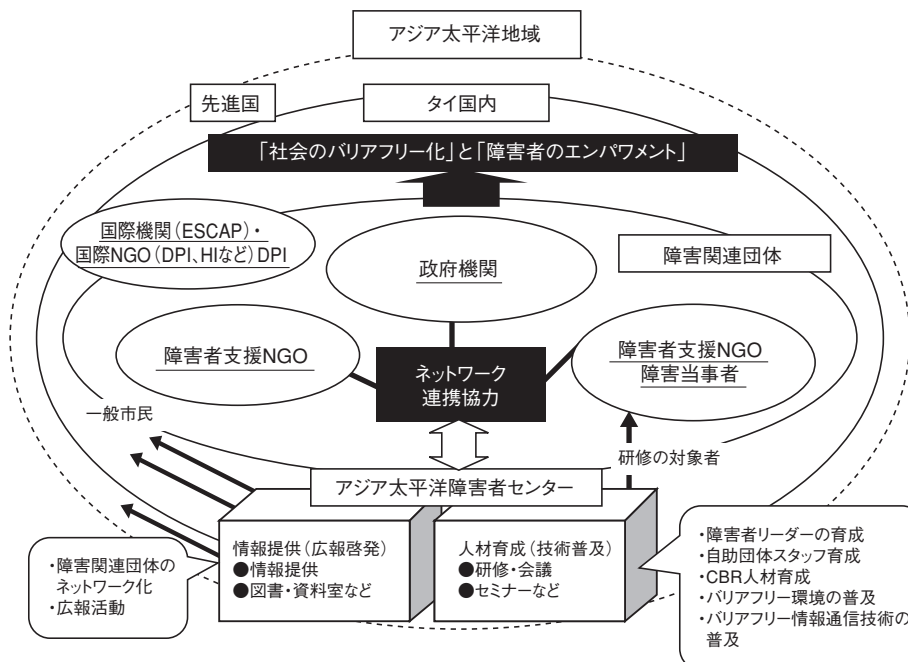 アジア太平洋地域
先進国
タイ国内
「社会のバリアフリー化」と「障害者のエンパワメント」
国際機関（ESCAP）・
国際NGO（DPI、HIなど）DPI
政府機関
障害関連団体
障害者支援NGO
ネットワーク
連携協力
障害者支援NGO
障害当事者
一般市民
研修の対象者
アジア太平洋障害者センター
情報提供（広報啓発）
●情報提供
●図書・資料室など
人材育成（技術普及）
●研修・会議
●セミナーなど
・障害関連団体の
ネットワーク化
・広報活動
・障害者リーダーの育成
・自助団体スタッフ育成
・CBR人材育成
・バリアフリー環境の普及
・バリアフリー情報通信技術の
普及